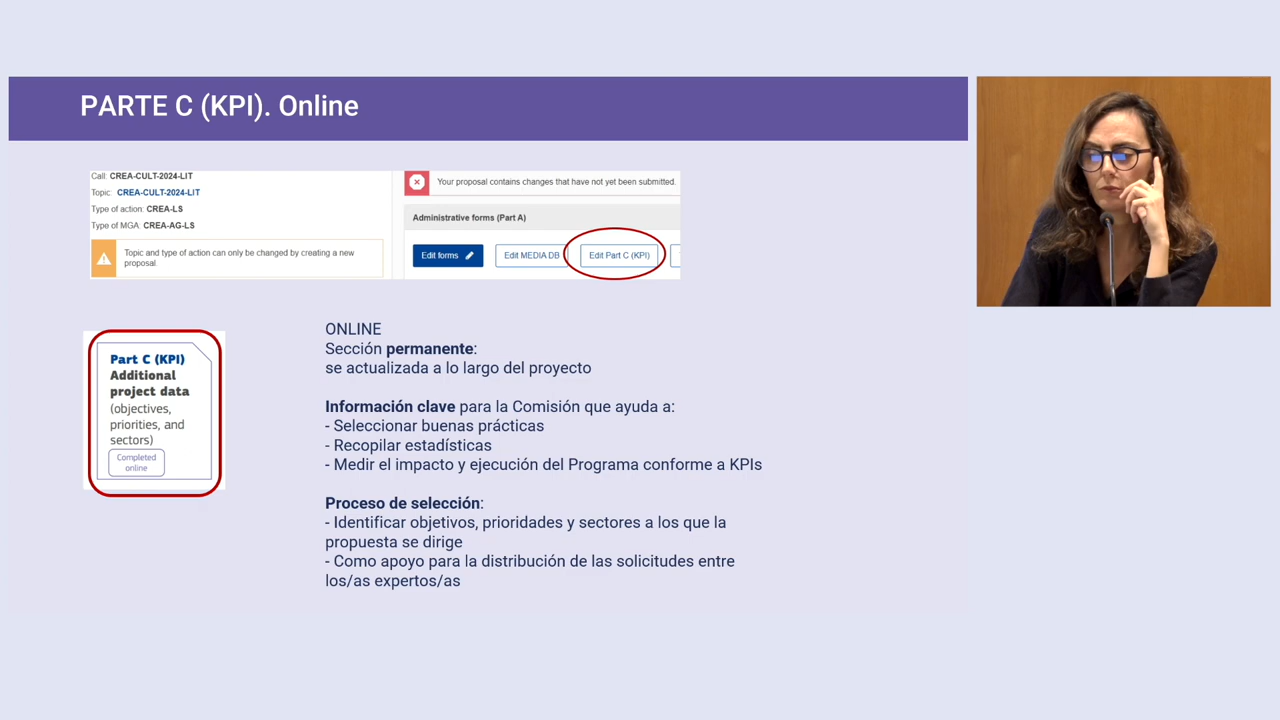 PARTE C (KPI). Online
Call: CREA-CULT-2024-LIT
Topic: CREA-CULT-2024-LIT
Type of action: CREA-LS
Type of MGA: CREA-AG-LS
Topic and type of action can only be changed by creating a new
proposal.
Your proposal contains changes that have not yet been submitted.
Administrative forms (Part A)
Edit forms
Edit MEDIA DB
Edit Part C (KPI)
Part C (KPI)
Additional
project data
(objectives,
priorities, and
sectors)
Completed
online
ONLINE
Sección permanente:
se actualizada a lo largo del proyecto
Información clave para la Comisión que ayuda a:
- Seleccionar buenas prácticas
- Recopilar estadísticas
- Medir el impacto y ejecución del Programa conforme a KPIs
Proceso de selección:
- Identificar objetivos, prioridades y sectores a los que la
propuesta se dirige
- Como apoyo para la distribución de las solicitudes entre
los/as expertos/as